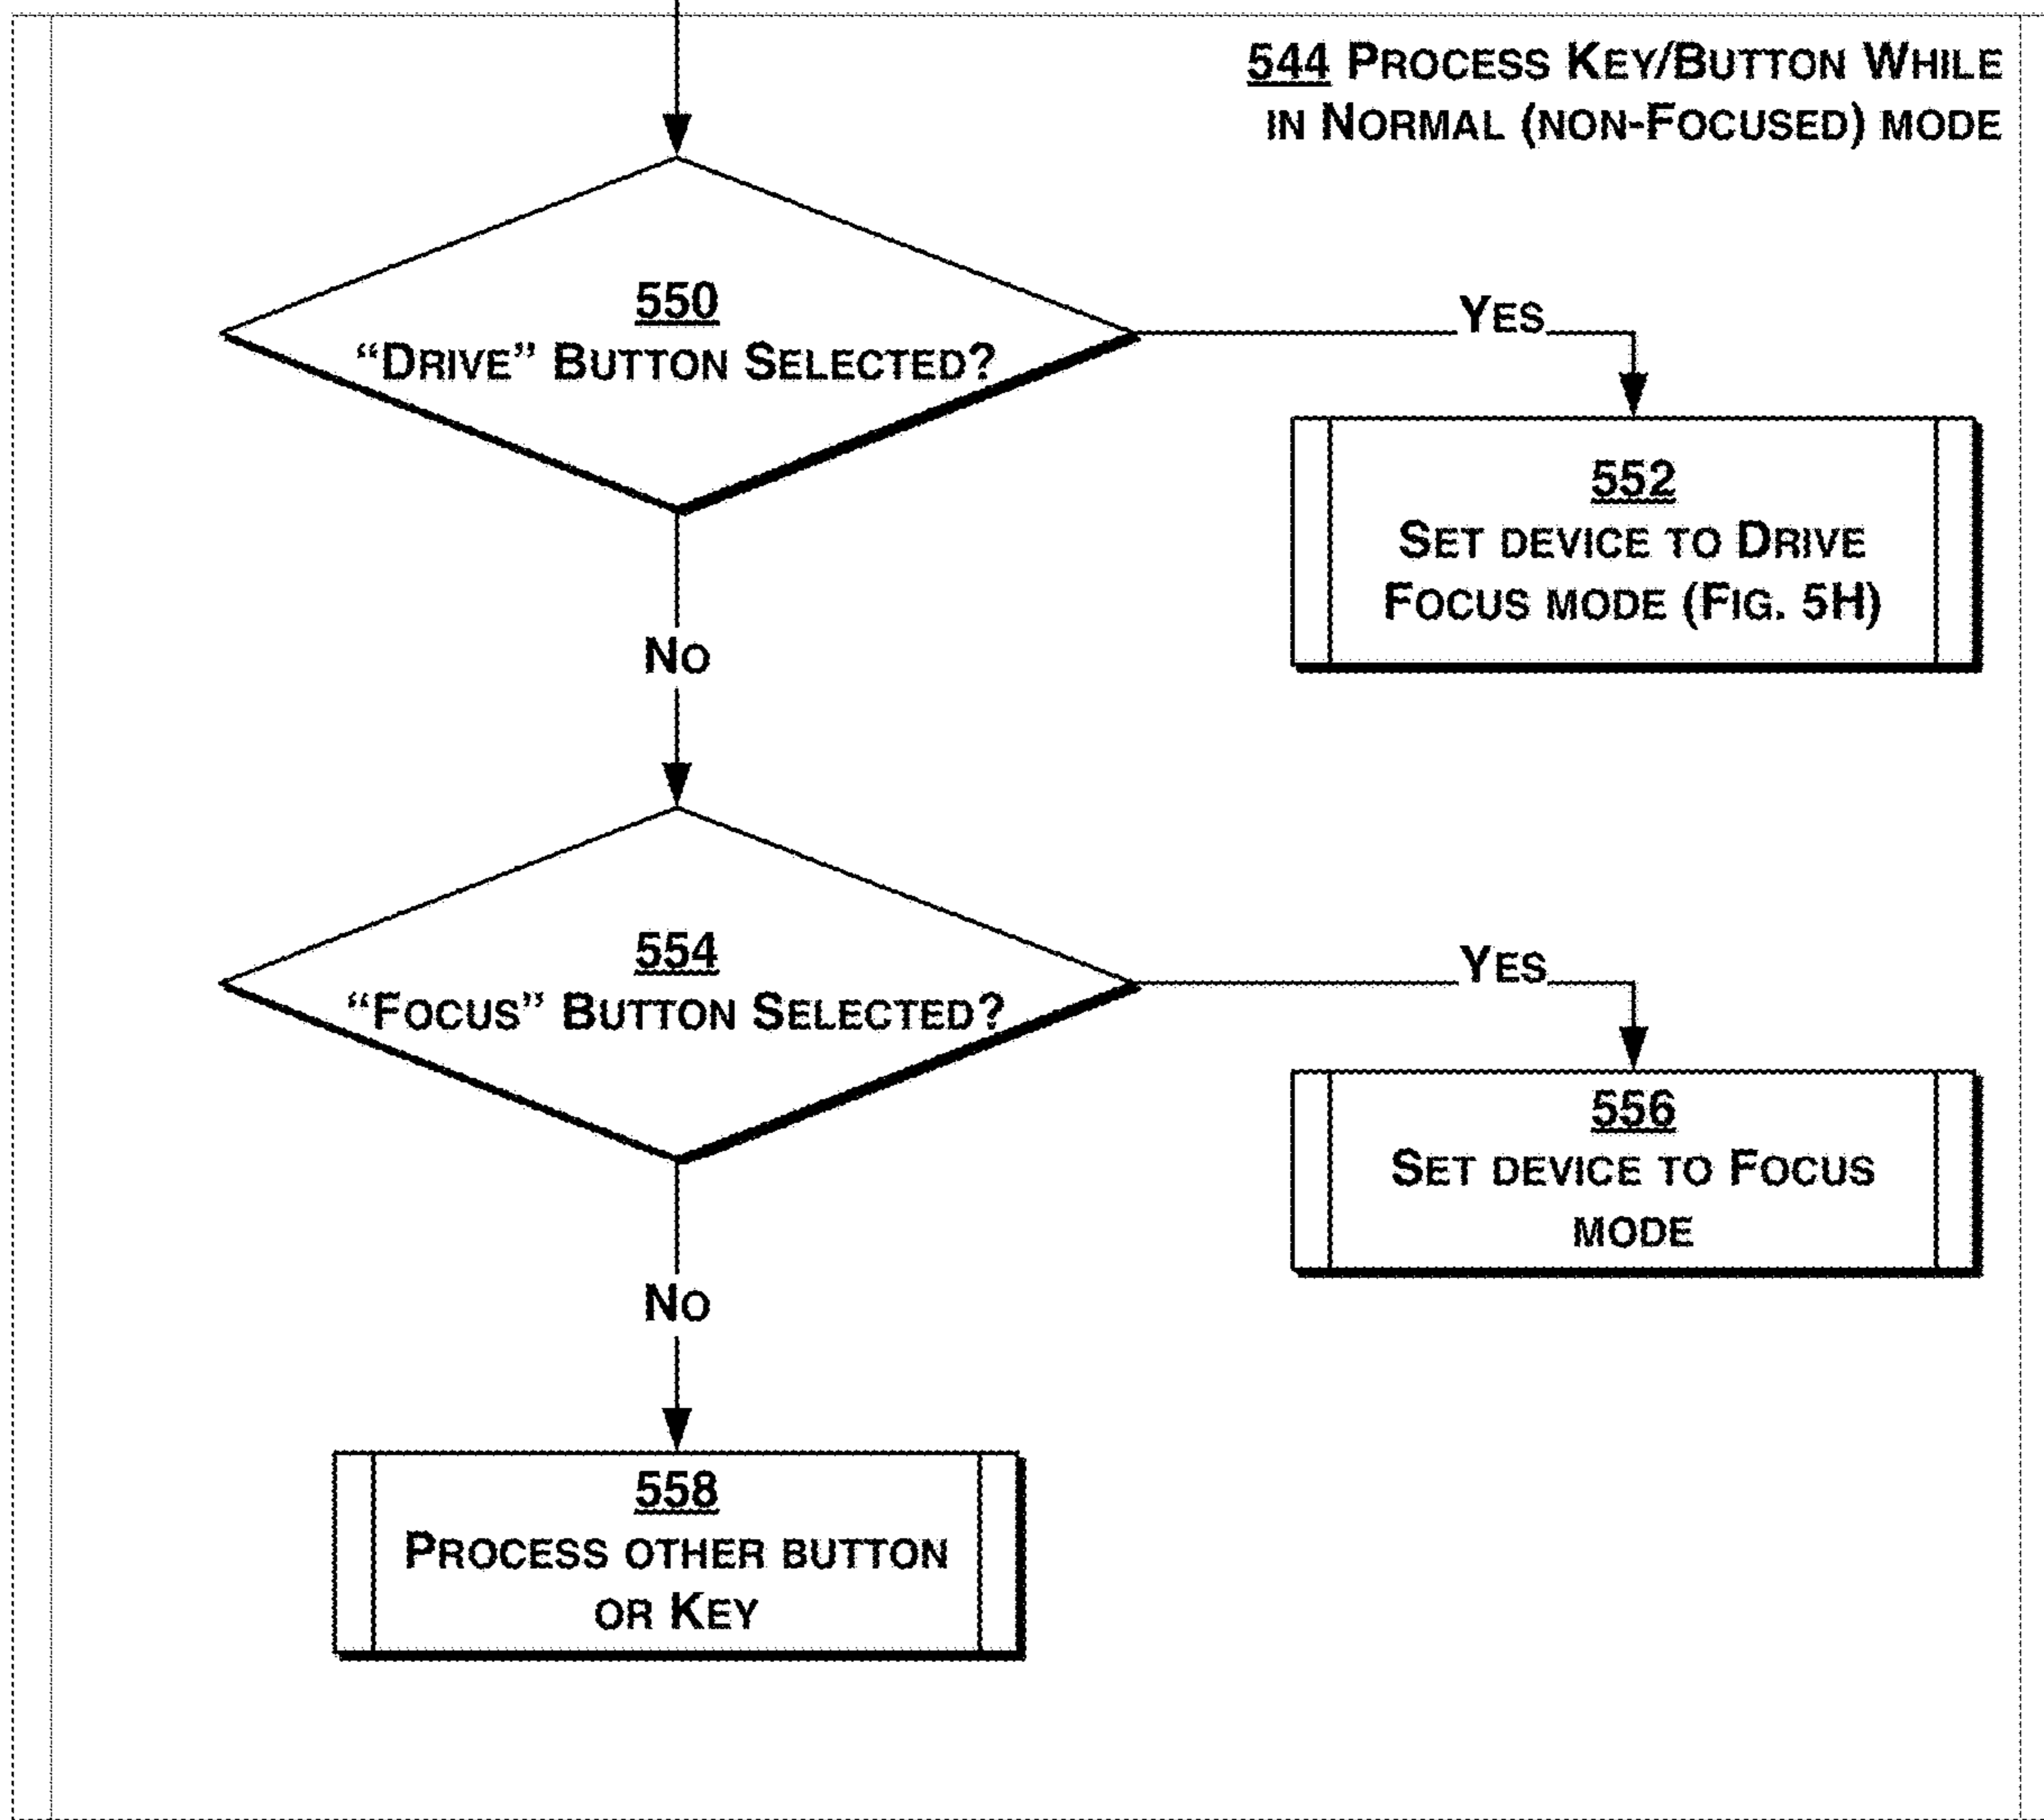 544 Process Key/Button While
in Normal (non-Focused) mode
550
“Drive” Button Selected?
Yes
552
Set device to Drive
Focus mode (Fig. 5H)
No
554
“Focus” Button Selected?
Yes
556
Set device to Focus
mode
No
558
Process other button
or Key